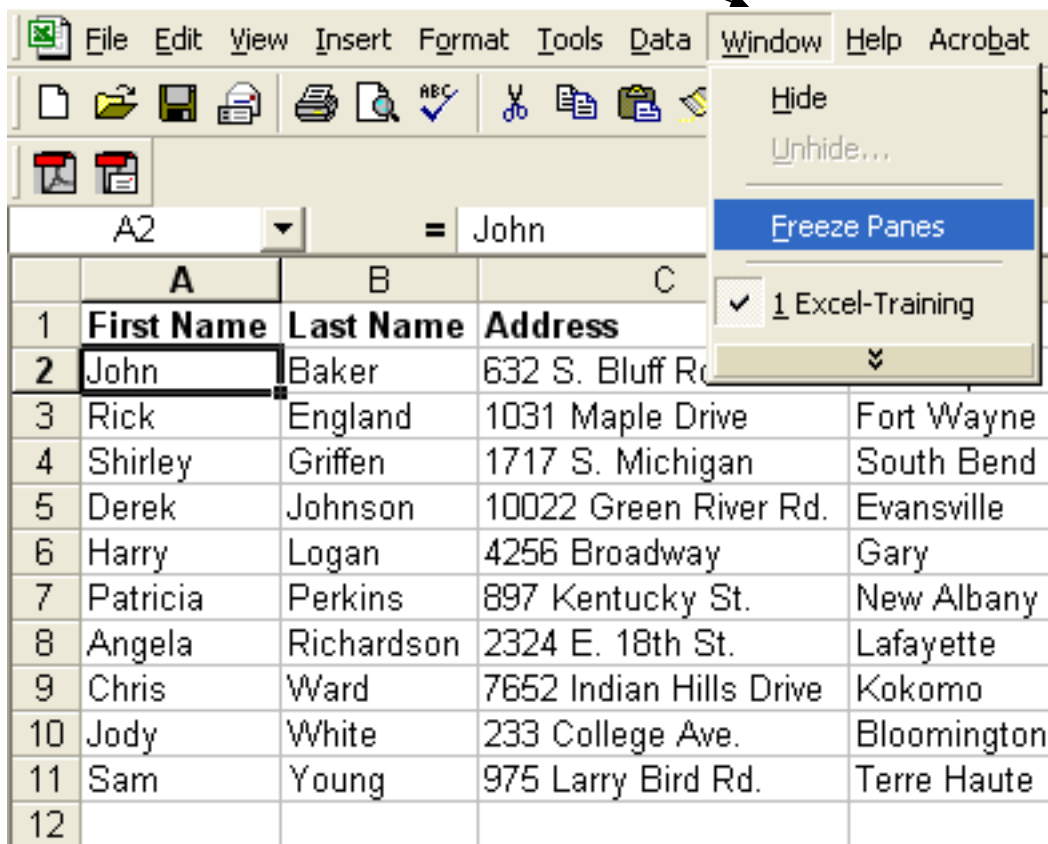 File Edit View Insert Format Tools Data Window Help Acrobat
ABC
Hide
Unhide...
A2 = John
Freeze Panes
A B C
1 Excel-Training
1 First Name Last Name Address
2 John Baker 632 S. Bluff
3 Rick England 1031 Maple Drive Fort Wayne
4 Shirley Griffen 1717 S. Michigan South Bend
5 Derek Johnson 10022 Green River Rd. Evansville
6 Harry Logan 4256 Broadway Gary
7 Patricia Perkins 897 Kentucky St. New Albany
8 Angela Richardson 2324 E. 18th St. Lafayette
9 Chris Ward 7652 Indian Hills Drive Kokomo
10 Jody White 233 College Ave. Bloomington
11 Sam Young 975 Larry Bird Rd. Terre Haute
12